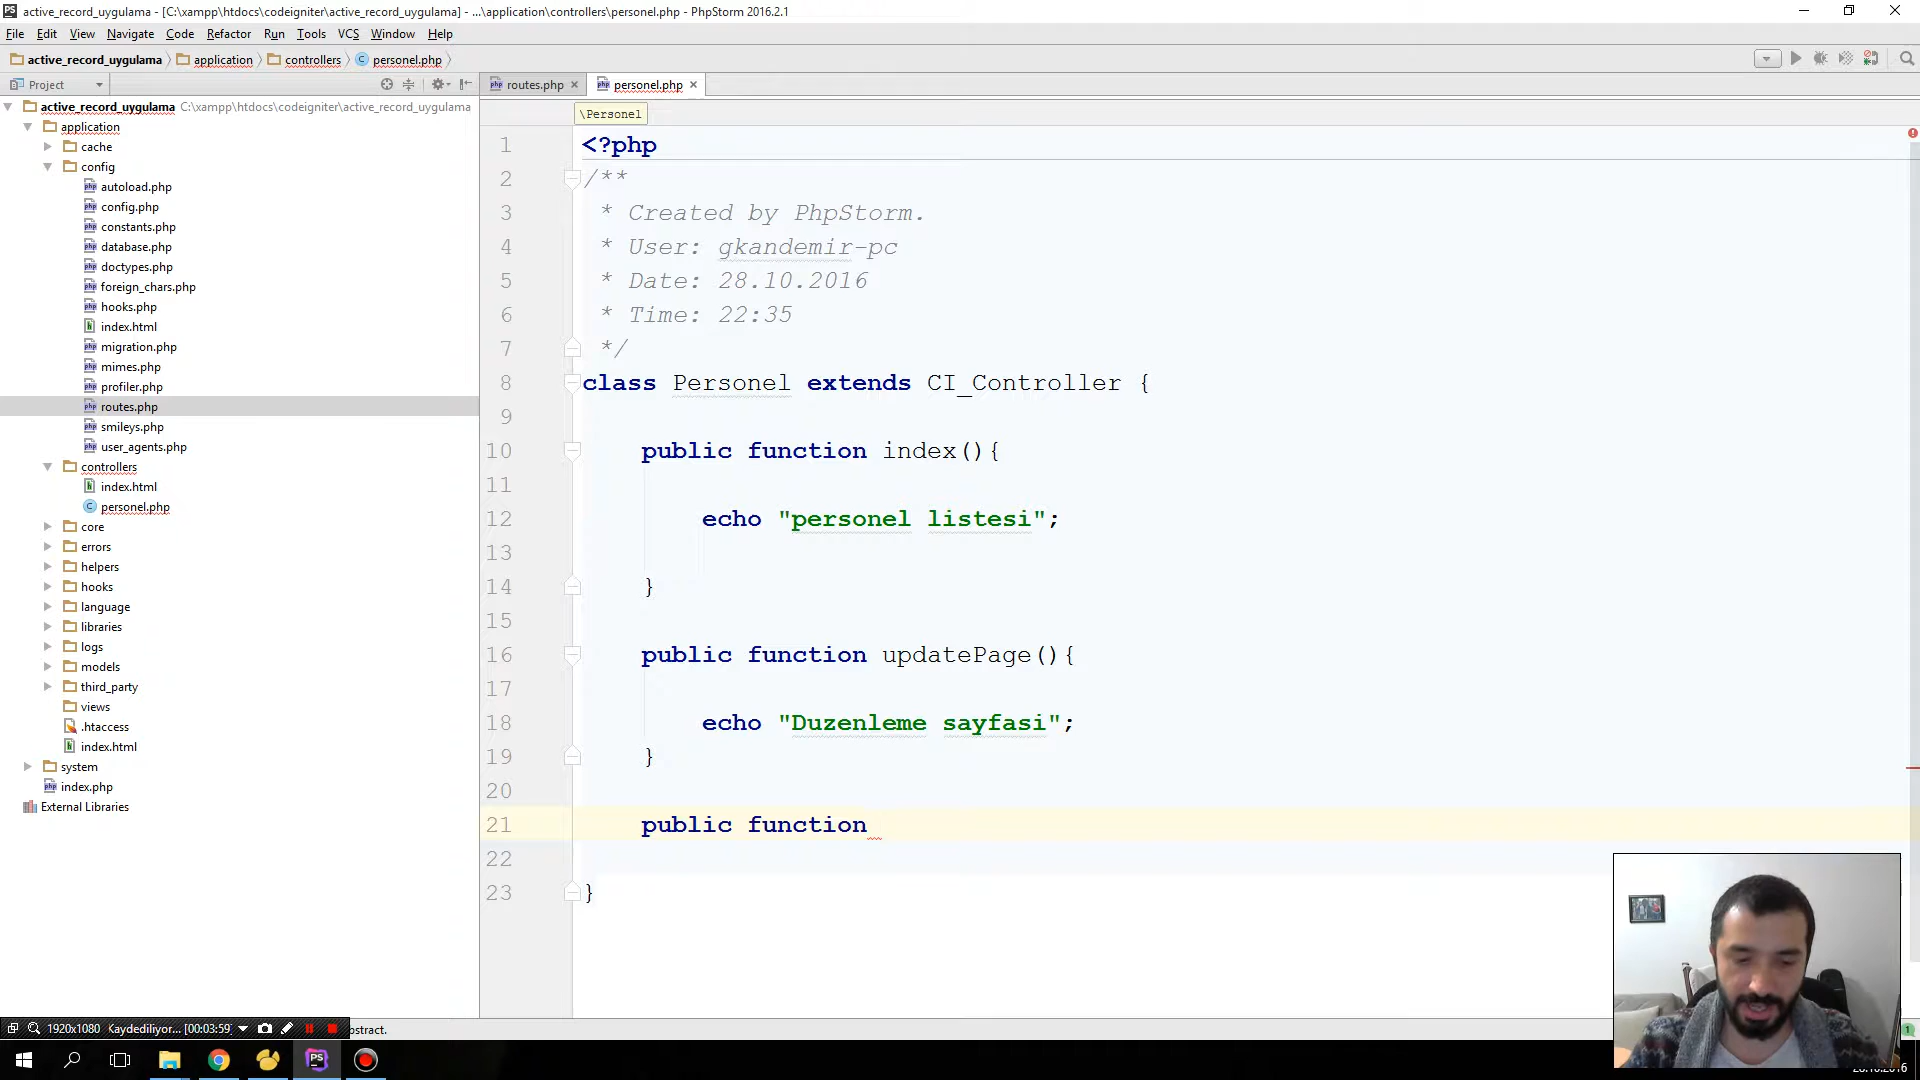 active_record_uygulama - [C:\xampp\htdocs\codeigniter\active_record_uygulama] - ...\application\controllers\personel.php - PhpStorm 2016.2.1
File Edit View Navigate Code Refactor Run Tools VCS Window Help
active_record_uygulama application controllers personel.php
Project
routes.php
personel.php
active_record_uygulama C:\xampp\htdocs\codeigniter\active_record_uygulama
application
cache
config
autoload.php
config.php
constants.php
database.php
doctypes.php
foreign_chars.php
hooks.php
index.html
migration.php
mimes.php
profiler.php
routes.php
smileys.php
user_agents.php
controllers
index.html
personel.php
core
errors
helpers
hooks
language
libraries
logs
models
third_party
views
.htaccess
index.html
system
index.php
External Libraries
\Personel
1 <?php
2 /**
3 * Created by PhpStorm.
4 * User: gkandemir-pc
5 * Date: 28.10.2016
6 * Time: 22:35
7 */
8 class Personel extends CI_Controller {
9
10 public function index(){
11
12 echo "personel listesi";
13
14 }
15
16 public function updatePage(){
17
18 echo "Duzenleme sayfasi";
19 }
20
21 public function
22
23 }
1920x1080 Kaydediliyor... [00:03:59]
bstract.
1